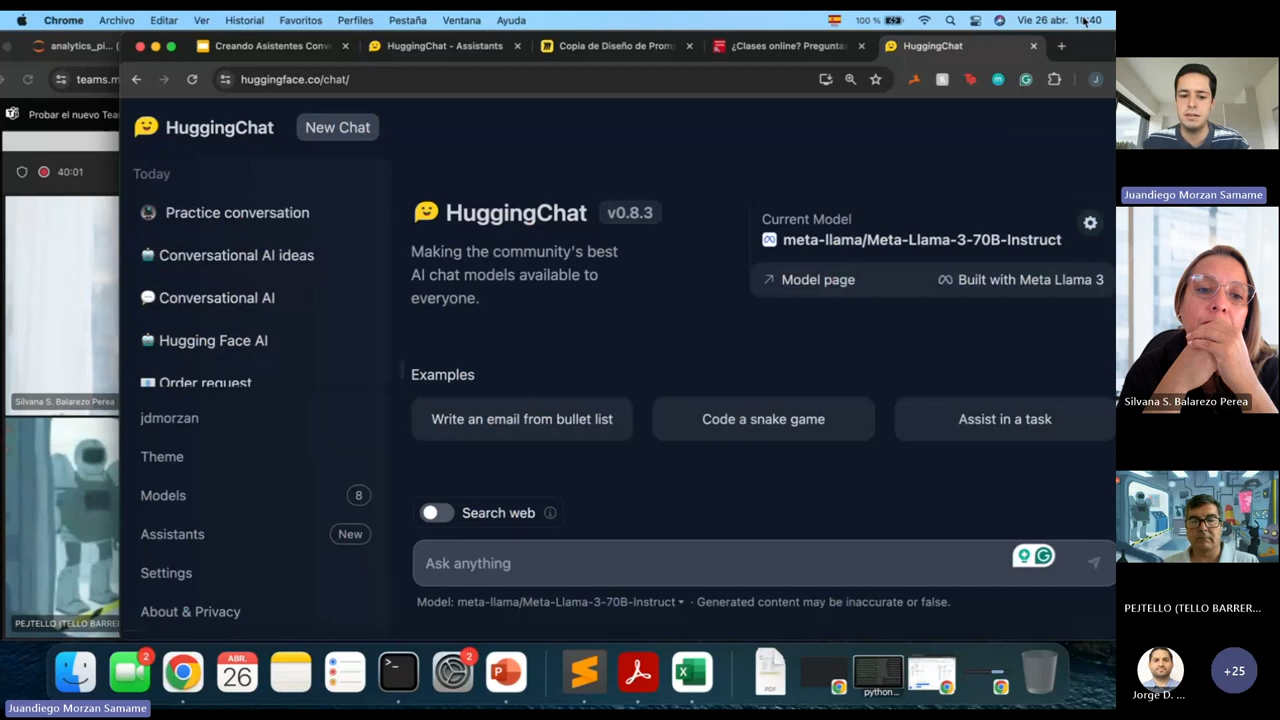 Chrome Archivo Editar Ver Historial Favoritos Perfiles Pestaña Ventana Ayuda
100 % Vie 26 abr. 10:40
analytics_pi...
Creando Asistentes Conv
HuggingChat - Assistants
Copia de Diseño de Promp
¿Clases online? Pregunta
HuggingChat
teams.m
huggingface.co/chat/
J
Probar el nuevo Tea
HuggingChat
New Chat
40:01
Today
Practice conversation
Conversational AI ideas
Conversational AI
Hugging Face AI
Order request
jdmorzan
Theme
Models 8
Assistants New
Settings
About & Privacy
HuggingChat v0.8.3
Making the community's best
AI chat models available to
everyone.
Current Model
meta-llama/Meta-Llama-3-70B-Instruct
Model page
Built with Meta Llama 3
Examples
Write an email from bullet list
Code a snake game
Assist in a task
Search web
Ask anything
Model: meta-llama/Meta-Llama-3-70B-Instruct · Generated content may be inaccurate or false.
Silvana S. Balarezo Perea
PEJTELLO (TELLO BARRER
2
ABR.
26
2
PDF
python...
Juandiego Morzan Samame
Juandiego Morzan Samame
Silvana S. Balarezo Perea
PEJTELLO (TELLO BARRER...
Jorge D. ...
+25